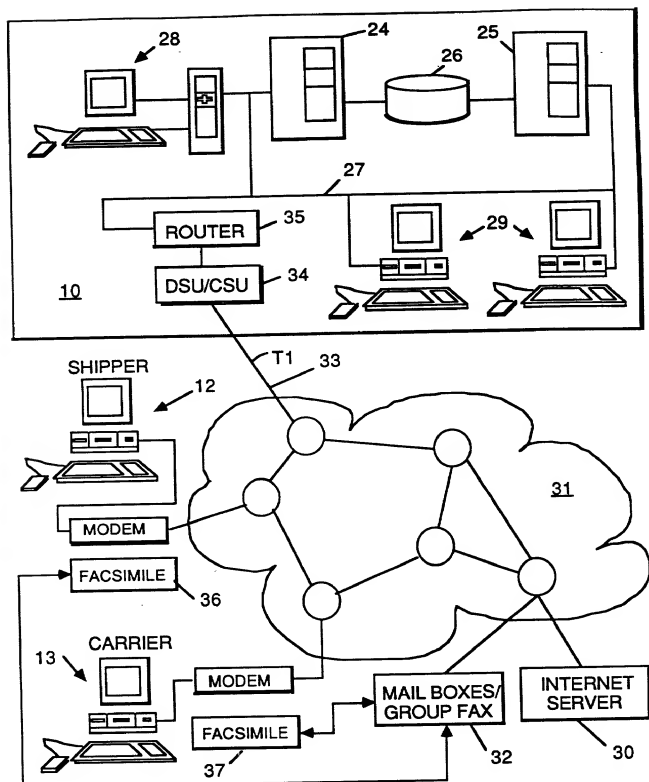 28
24
25
26
27
ROUTER
35
29
10
DSU/CSU
34
T1
33
SHIPPER
12
31
MODEM
FACSIMILE
36
CARRIER
13
MODEM
MAIL BOXES/
GROUP FAX
INTERNET
SERVER
FACSIMILE
37
32
30